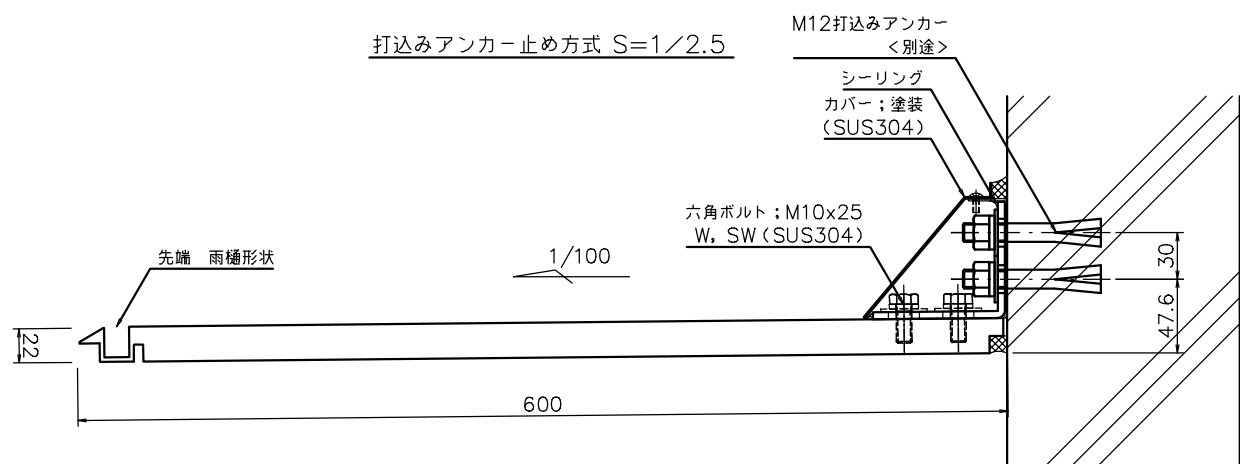 打込みアンカー止め方式 S=1/2.5
M12打込みアンカー
<別途>
シーリング
カバー；塗装
(SUS304)
六角ボルト；M10x25
W, SW(SUS304)
先端 雨樋形状
1/100
30
47.6
22
600